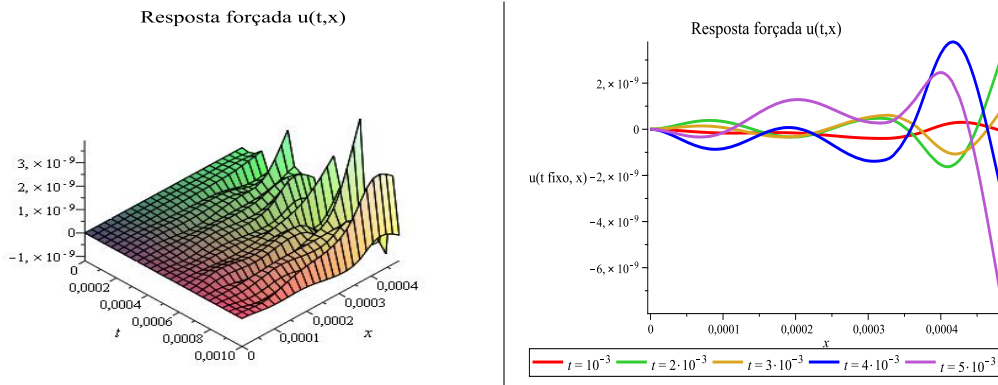 Resposta forçada u(t,x)
3,×10⁻⁹
2,×10⁻⁹
1,×10⁻⁹
0
-1,×10⁻⁹
0
0,0002
0,0004
0,0006
0,0008
0,0010
t
0
0,0001
0,0002
0,0003
0,0004
x
Resposta forçada u(t,x)
2,×10⁻⁹
0
u(t fixo, x)
-2,×10⁻⁹
-4,×10⁻⁹
-6,×10⁻⁹
0 0,0001 0,0002 0,0003 0,0004
x
t = 10⁻³ t = 2·10⁻³ t = 3·10⁻³ t = 4·10⁻³ t = 5·10⁻³